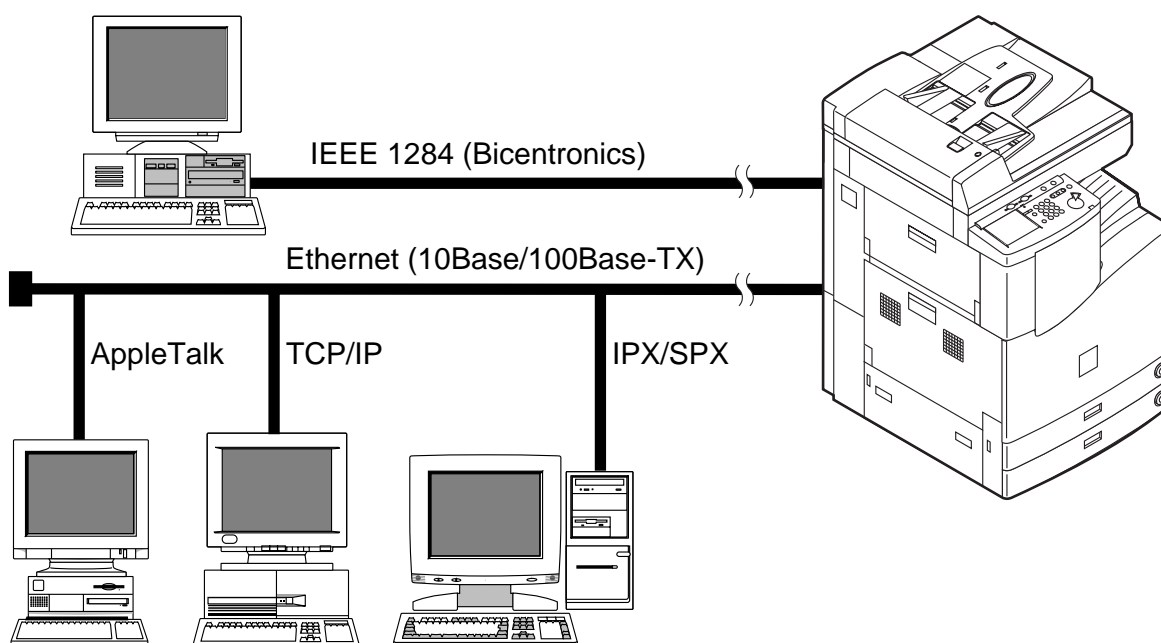 IEEE 1284 (Bicentronics)
Ethernet (10Base/100Base-TX)
AppleTalk
TCP/IP
IPX/SPX